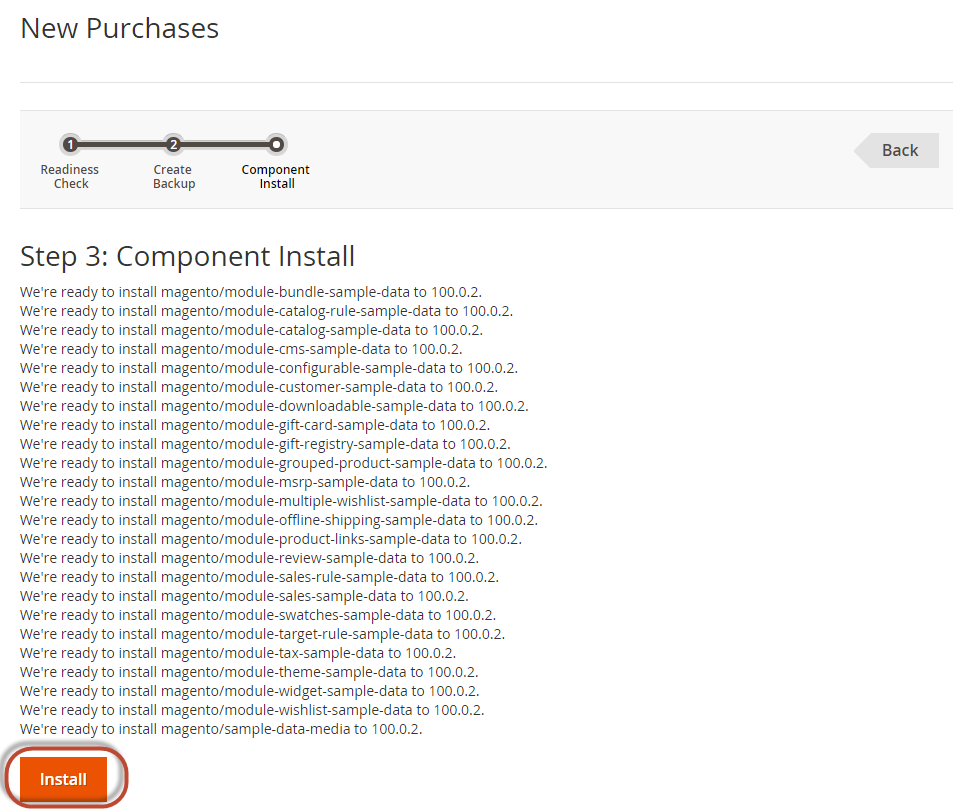 New Purchases
1
2
Readiness
Check
Create
Backup
Component
Install
Back
Step 3: Component Install
We're ready to install magento/module-bundle-sample-data to 100.0.2.
We're ready to install magento/module-catalog-rule-sample-data to 100.0.2.
We're ready to install magento/module-catalog-sample-data to 100.0.2.
We're ready to install magento/module-cms-sample-data to 100.0.2.
We're ready to install magento/module-configurable-sample-data to 100.0.2.
We're ready to install magento/module-customer-sample-data to 100.0.2.
We're ready to install magento/module-downloadable-sample-data to 100.0.2.
We're ready to install magento/module-gift-card-sample-data to 100.0.2.
We're ready to install magento/module-gift-registry-sample-data to 100.0.2.
We're ready to install magento/module-grouped-product-sample-data to 100.0.2.
We're ready to install magento/module-msrp-sample-data to 100.0.2.
We're ready to install magento/module-multiple-wishlist-sample-data to 100.0.2.
We're ready to install magento/module-offline-shipping-sample-data to 100.0.2.
We're ready to install magento/module-product-links-sample-data to 100.0.2.
We're ready to install magento/module-review-sample-data to 100.0.2.
We're ready to install magento/module-sales-rule-sample-data to 100.0.2.
We're ready to install magento/module-sales-sample-data to 100.0.2.
We're ready to install magento/module-swatches-sample-data to 100.0.2.
We're ready to install magento/module-target-rule-sample-data to 100.0.2.
We're ready to install magento/module-tax-sample-data to 100.0.2.
We're ready to install magento/module-theme-sample-data to 100.0.2.
We're ready to install magento/module-widget-sample-data to 100.0.2.
We're ready to install magento/module-wishlist-sample-data to 100.0.2.
We're ready to install magento/sample-data-media to 100.0.2.
Install